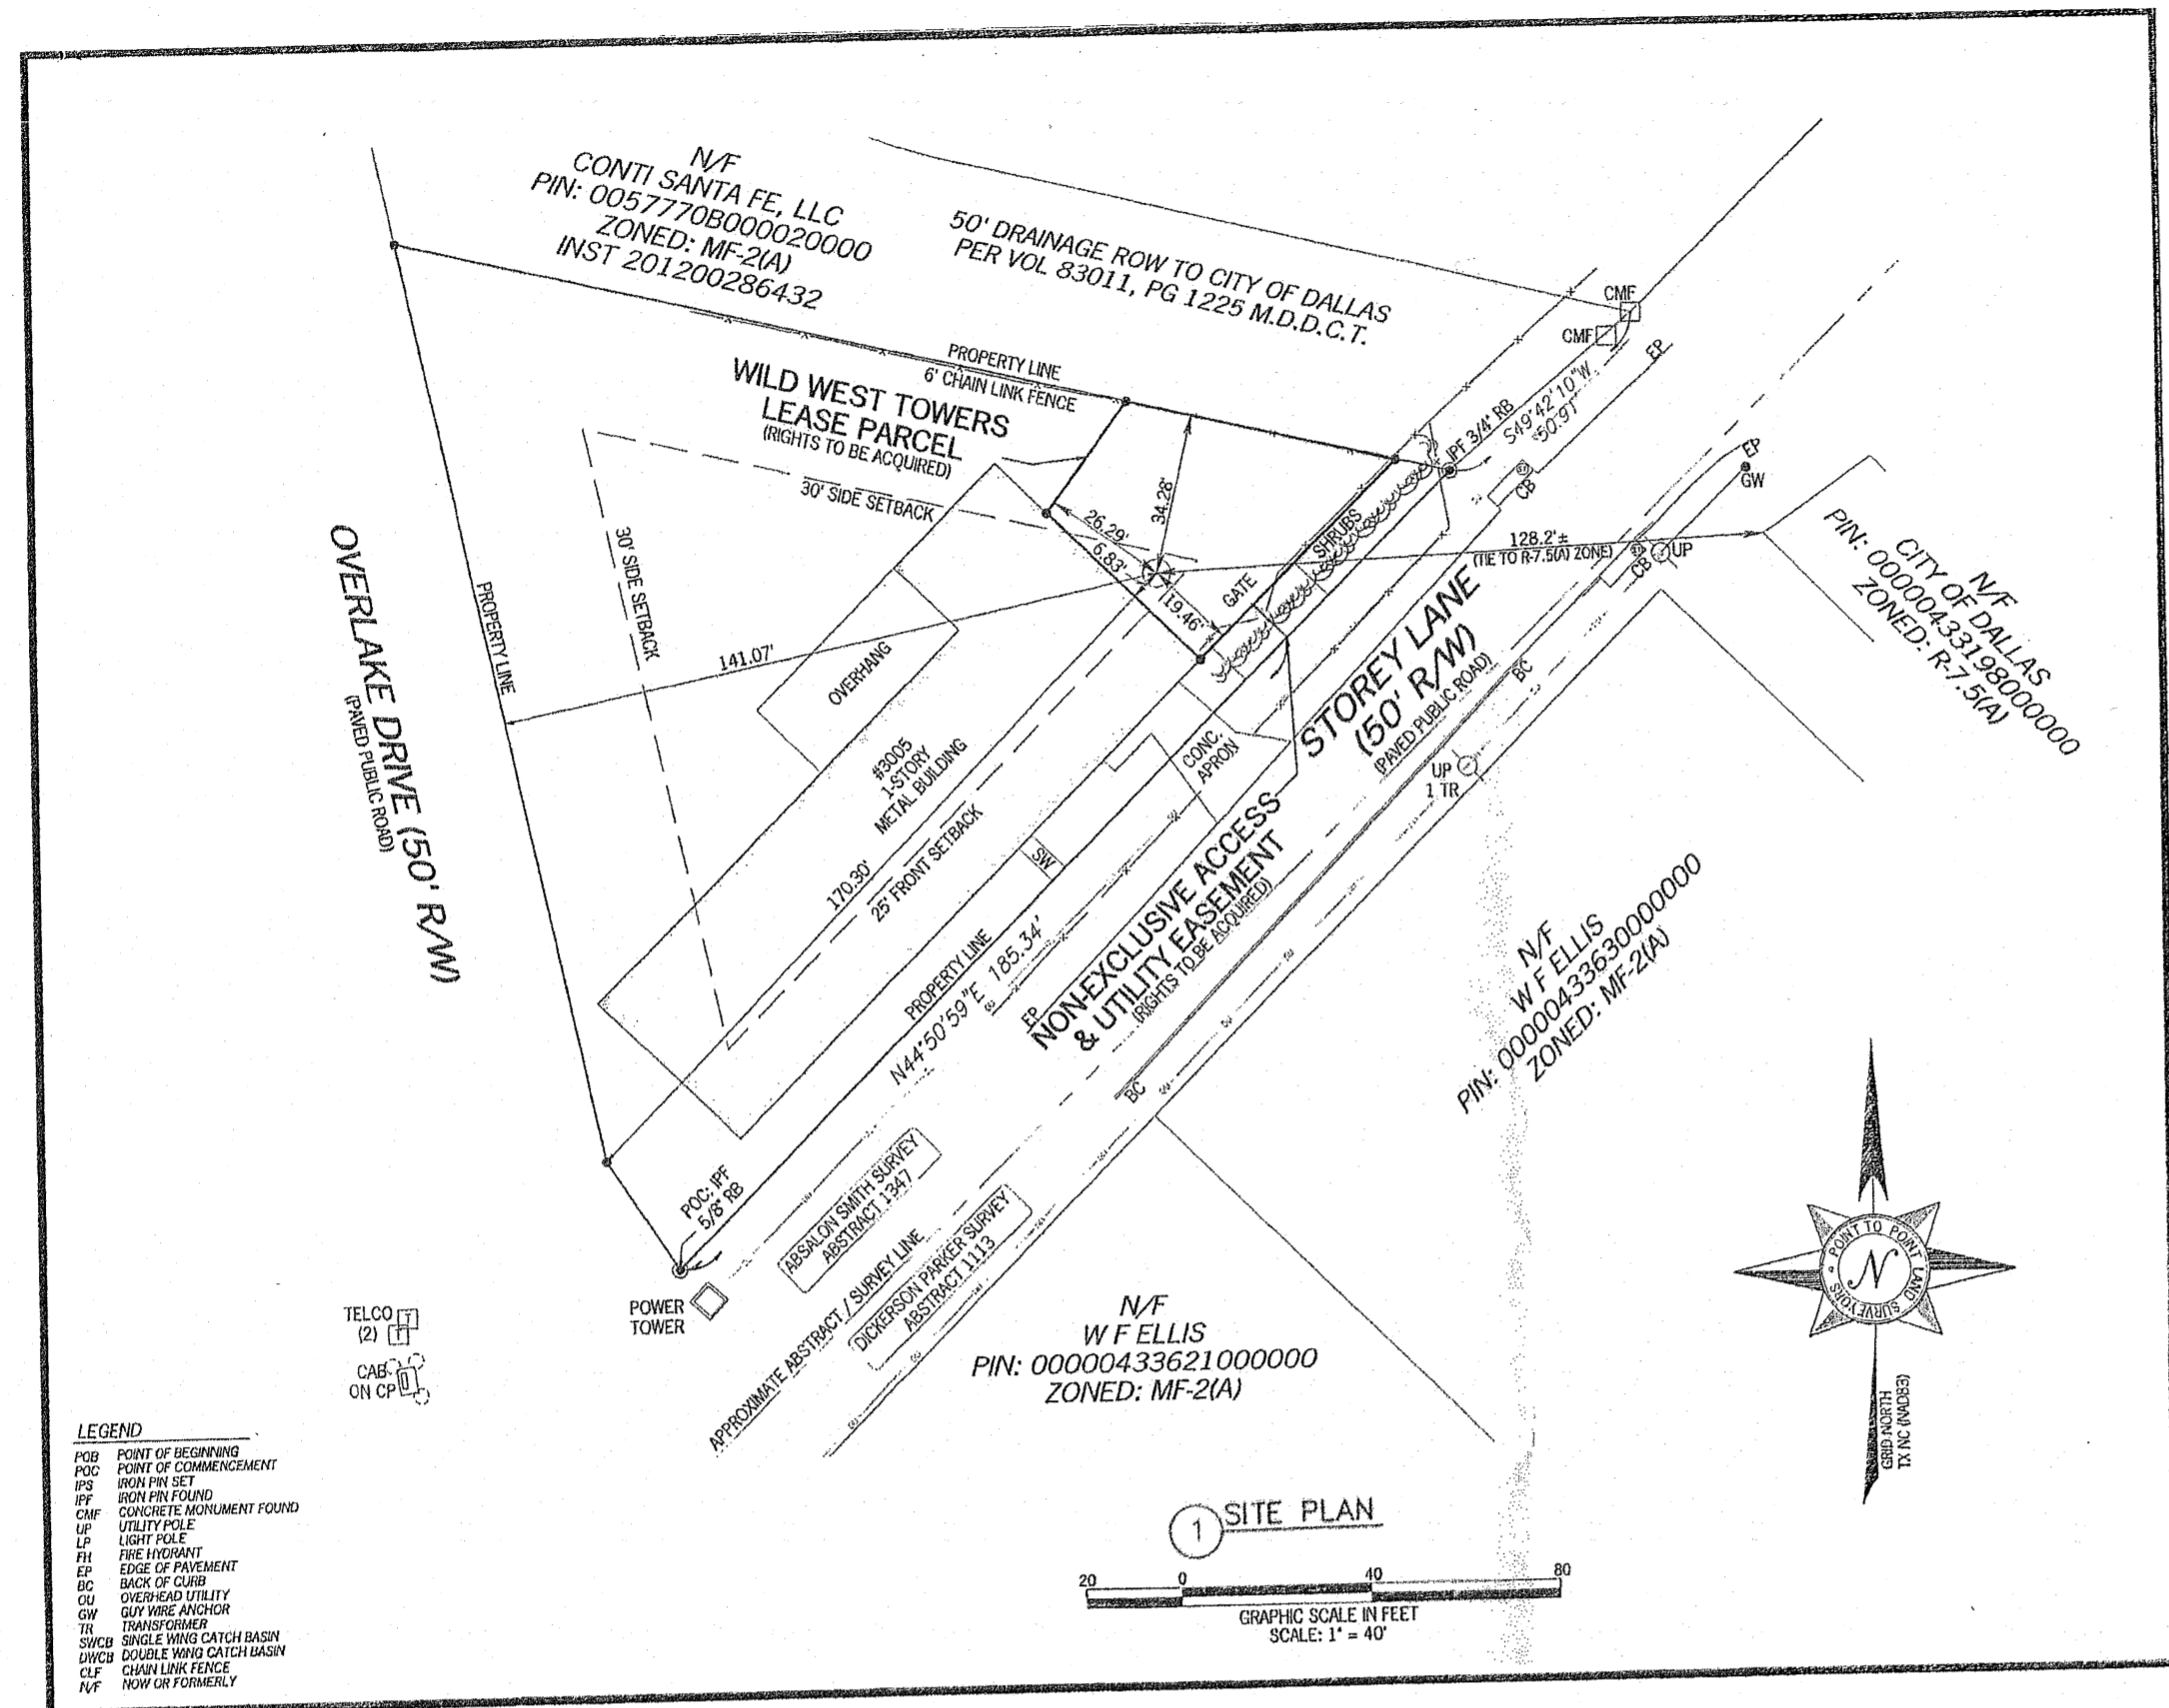 N/F
CONTI SANTA FE, LLC
PIN: 0057770B000020000
ZONED: MF-2(A)
INST 201200286432
50' DRAINAGE ROW TO CITY OF DALLAS
PER VOL 83011, PG 1225 M.D.D.C.T.
CMF
CMF
EP
PROPERTY LINE
6' CHAIN LINK FENCE
WILD WEST TOWERS
LEASE PARCEL
(RIGHTS TO BE ACQUIRED)
30' SIDE SETBACK
IPF 3/4" RB
S49°42'10"W
50.91'
CB
EP
GW
34.28'
26.29'
6.83'
19.46'
SHRUBS
GATE
128.2'±
(TIE TO R-7.5(A) ZONE)
CB
UP
N/F
CITY OF DALLAS
PIN: 00000433198000000
ZONED: R-7.5(A)
OVERLAKE DRIVE (50' R/W)
(PAVED PUBLIC ROAD)
PROPERTY LINE
30' SIDE SETBACK
141.07'
OVERHANG
#3005
1-STORY
METAL BUILDING
170.30'
25' FRONT SETBACK
CONC.
APRON
SW
STOREY LANE
(50' R/W)
(PAVED PUBLIC ROAD)
BC
UP
1 TR
PROPERTY LINE
N44°50'59"E 185.34'
EP
NON-EXCLUSIVE ACCESS
& UTILITY EASEMENT
(RIGHTS TO BE ACQUIRED)
BC
N/F
W F ELLIS
PIN: 00000433630000000
ZONED: MF-2(A)
POC: IPF
5/8" RB
POWER
TOWER
ABSALON SMITH SURVEY
ABSTRACT 1347
APPROXIMATE ABSTRACT / SURVEY LINE
DICKERSON PARKER SURVEY
ABSTRACT 1113
N/F
W F ELLIS
PIN: 00000433621000000
ZONED: MF-2(A)
TELCO
(2)
T
T
CAB
ON CP
POINT TO POINT LAND SURVEYORS
N
GRID NORTH
TX NC (NAD83)
LEGEND
POB POINT OF BEGINNING
POC POINT OF COMMENCEMENT
IPS IRON PIN SET
IPF IRON PIN FOUND
CMF CONCRETE MONUMENT FOUND
UP UTILITY POLE
LP LIGHT POLE
FH FIRE HYDRANT
EP EDGE OF PAVEMENT
BC BACK OF CURB
OU OVERHEAD UTILITY
GW GUY WIRE ANCHOR
TR TRANSFORMER
SWCB SINGLE WING CATCH BASIN
DWCB DOUBLE WING CATCH BASIN
CLF CHAIN LINK FENCE
N/F NOW OR FORMERLY
1 SITE PLAN
20 0 40 80
GRAPHIC SCALE IN FEET
SCALE: 1" = 40'